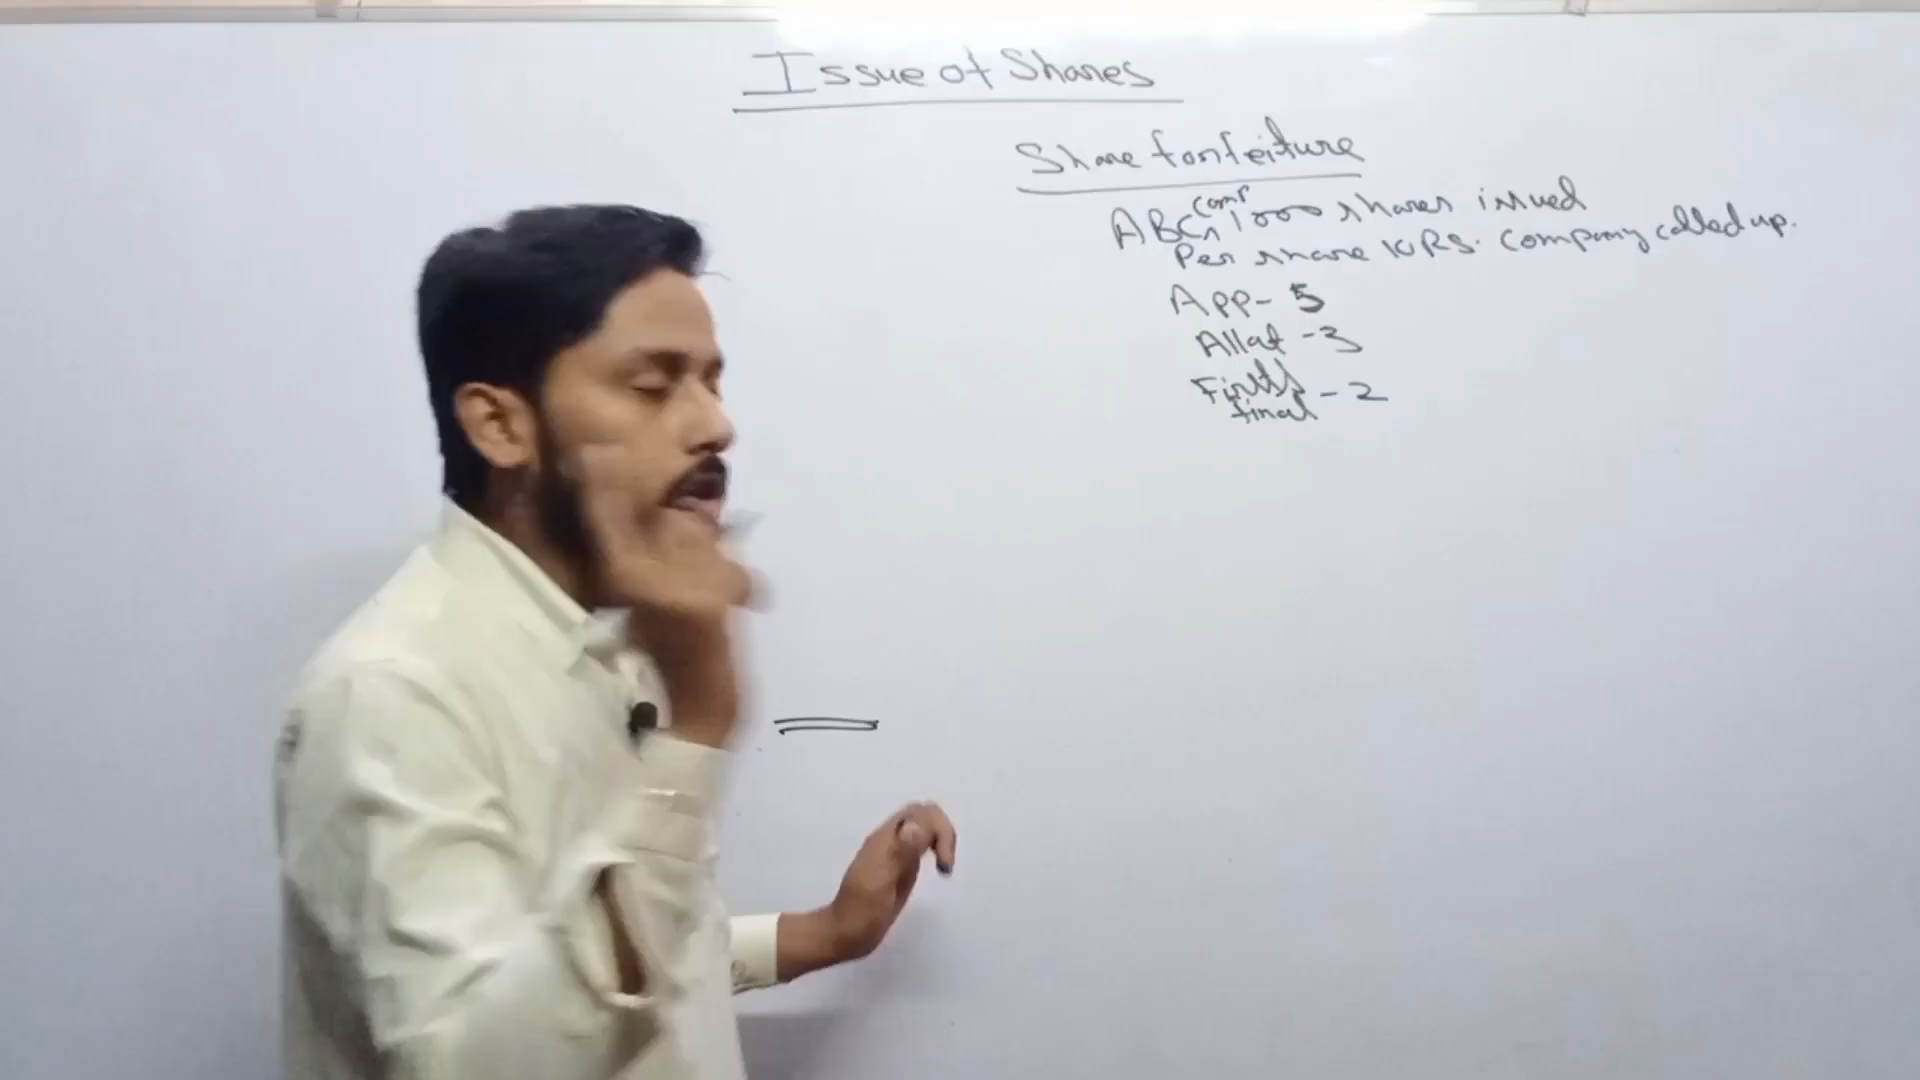 Issue of Shares
Share forfeiture
ABC comp 1000 shares issued
Per share 10 RS. Company called up.
App - 5
Allot - 3
First &
final - 2